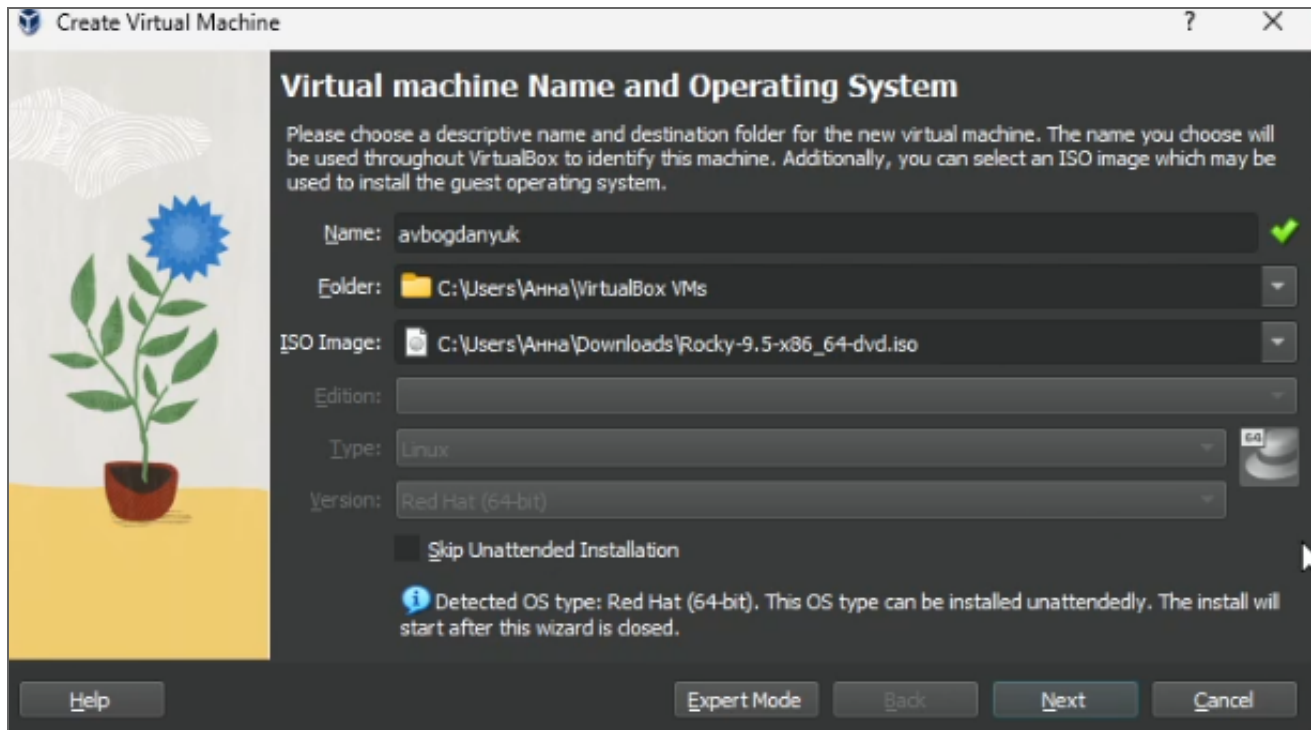 Create Virtual Machine
?
Virtual machine Name and Operating System
Please choose a descriptive name and destination folder for the new virtual machine. The name you choose will
be used throughout VirtualBox to identify this machine. Additionally, you can select an ISO image which may be
used to install the guest operating system.
Name: avbogdanyuk
Folder: C:\Users\Анна\VirtualBox VMs
ISO Image: C:\Users\Анна\Downloads\Rocky-9.5-x86_64-dvd.iso
Edition:
Type: Linux
64
Version: Red Hat (64-bit)
Skip Unattended Installation
Detected OS type: Red Hat (64-bit). This OS type can be installed unattendedly. The install will
start after this wizard is closed.
Help Expert Mode Back Next Cancel